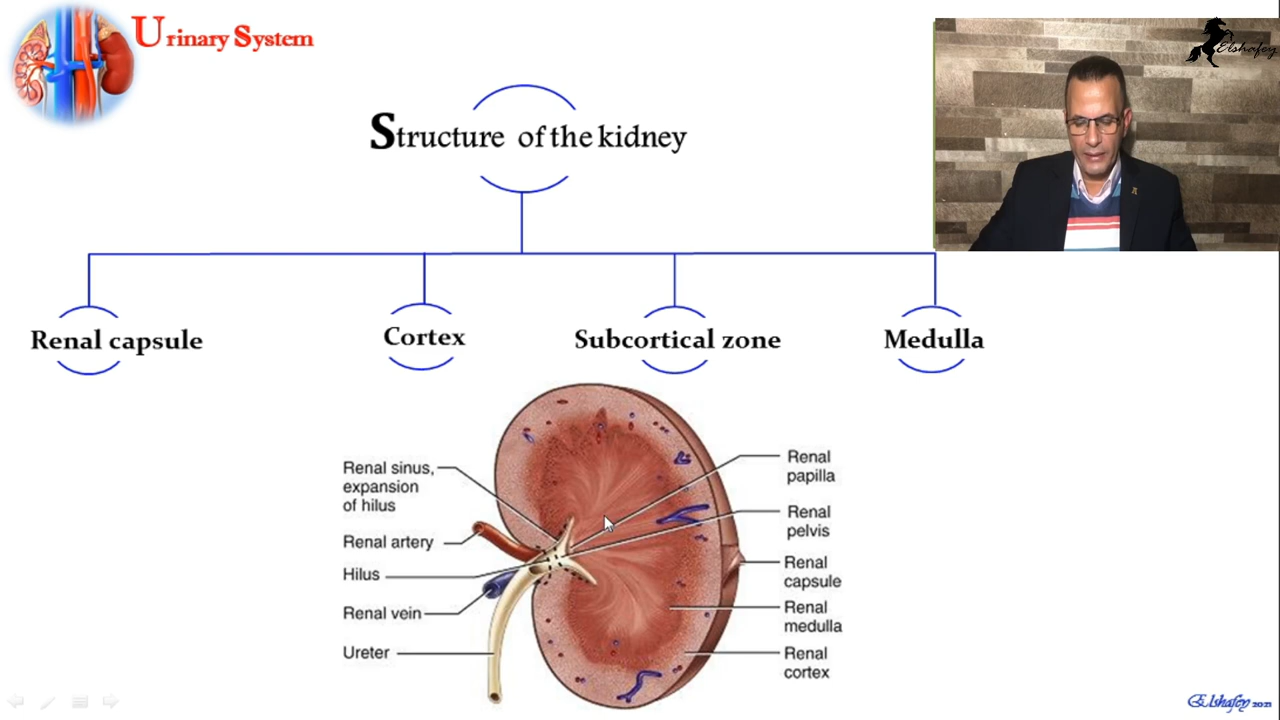 Urinary System
Elshafey
Structure of the kidney
Renal capsule
Cortex
Subcortical zone
Medulla
Renal sinus,
expansion
of hilus
Renal artery
Hilus
Renal vein
Ureter
Renal
papilla
Renal
pelvis
Renal
capsule
Renal
medulla
Renal
cortex
Elshafey 2021